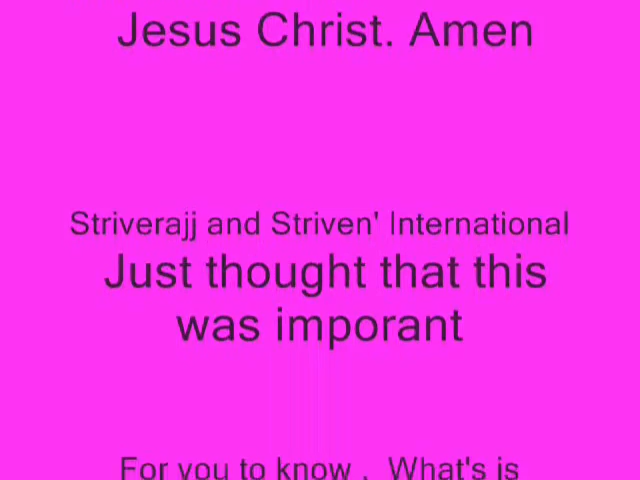 Jesus Christ. Amen
Striverajj and Striven' International
Just thought that this
was imporant
For you to know .  What's is